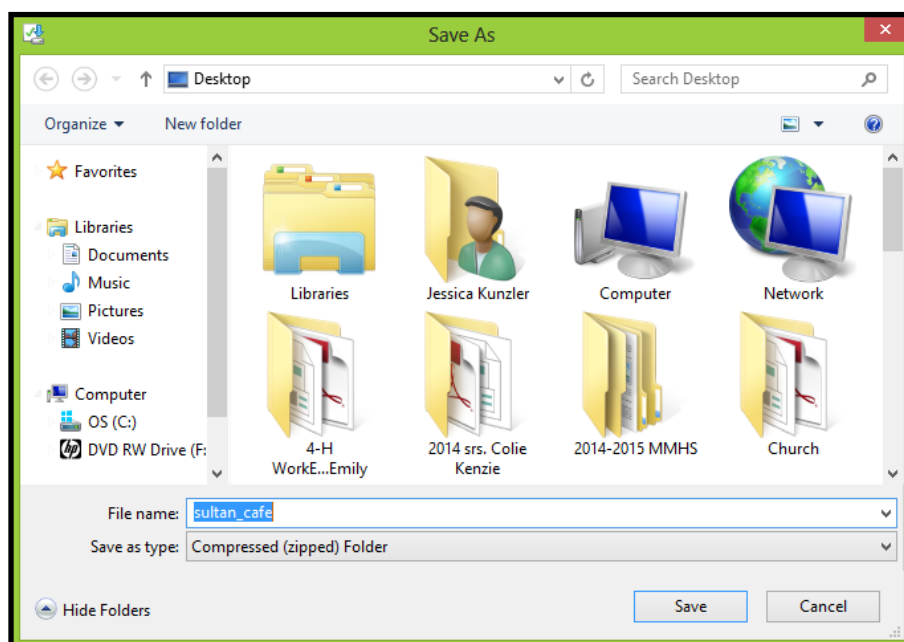 Save As
Desktop
Search Desktop
Organize
New folder
Favorites
Libraries
Documents
Music
Pictures
Videos
Computer
OS (C:)
hp DVD RW Drive (F:
Libraries
Jessica Kunzler
Computer
Network
4-H
WorkE...Emily
2014 srs. Colie
Kenzie
2014-2015 MMHS
Church
File name: sultan_cafe
Save as type: Compressed (zipped) Folder
Hide Folders
Save
Cancel